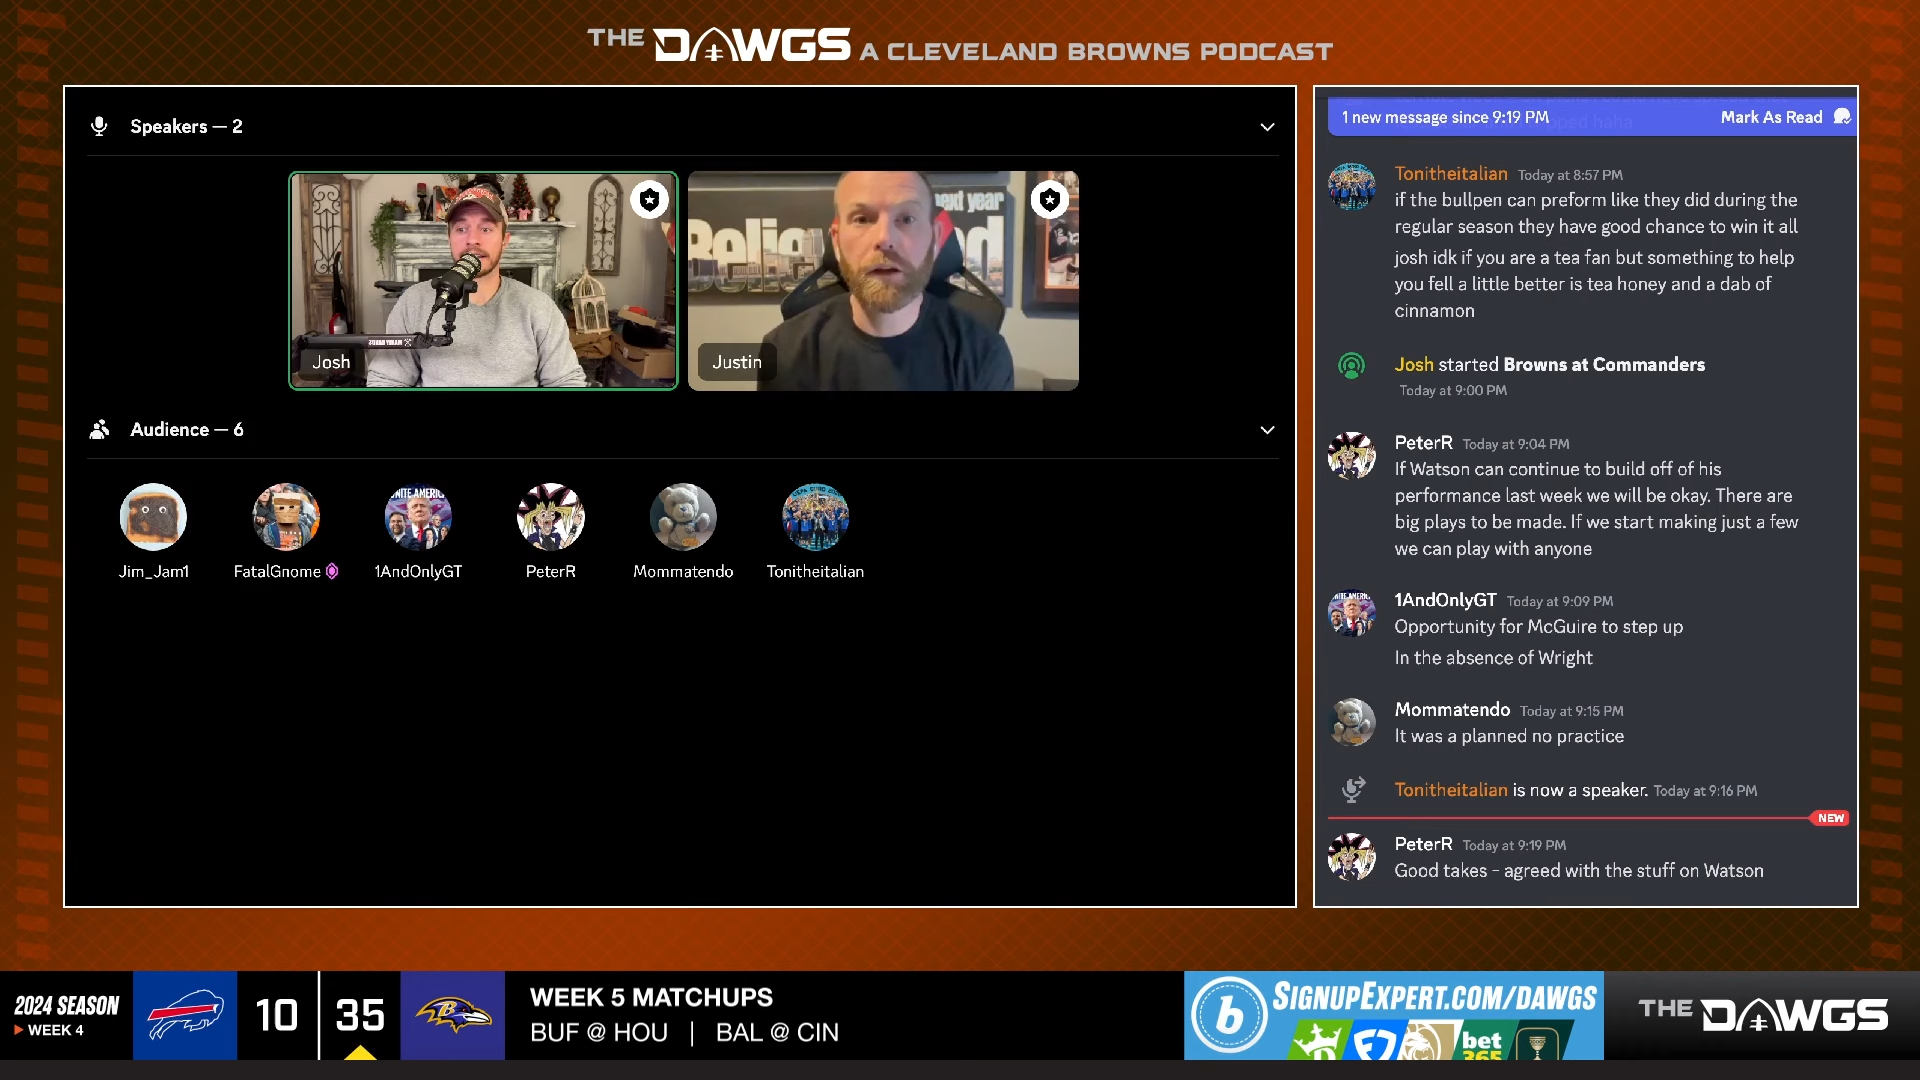 THE DAWGS A CLEVELAND BROWNS PODCAST
Speakers — 2
next year
Josh
Justin
Audience — 6
Jim_Jam1
FatalGnome
1AndOnlyGT
PeterR
Mommatendo
Tonitheitalian
1 new message since 9:19 PM
Mark As Read
Tonitheitalian Today at 8:57 PM
if the bullpen can preform like they did during the
regular season they have good chance to win it all
josh idk if you are a tea fan but something to help
you fell a little better is tea honey and a dab of
cinnamon
Josh started Browns at Commanders
Today at 9:00 PM
PeterR Today at 9:04 PM
If Watson can continue to build off of his
performance last week we will be okay. There are
big plays to be made. If we start making just a few
we can play with anyone
1AndOnlyGT Today at 9:09 PM
Opportunity for McGuire to step up
In the absence of Wright
Mommatendo Today at 9:15 PM
It was a planned no practice
Tonitheitalian is now a speaker. Today at 9:16 PM
NEW
PeterR Today at 9:19 PM
Good takes - agreed with the stuff on Watson
2024 SEASON
WEEK 4
10
35
WEEK 5 MATCHUPS
BUF @ HOU | BAL @ CIN
b
SIGNUPEXPERT.COM/DAWGS
bet
365
THE DAWGS